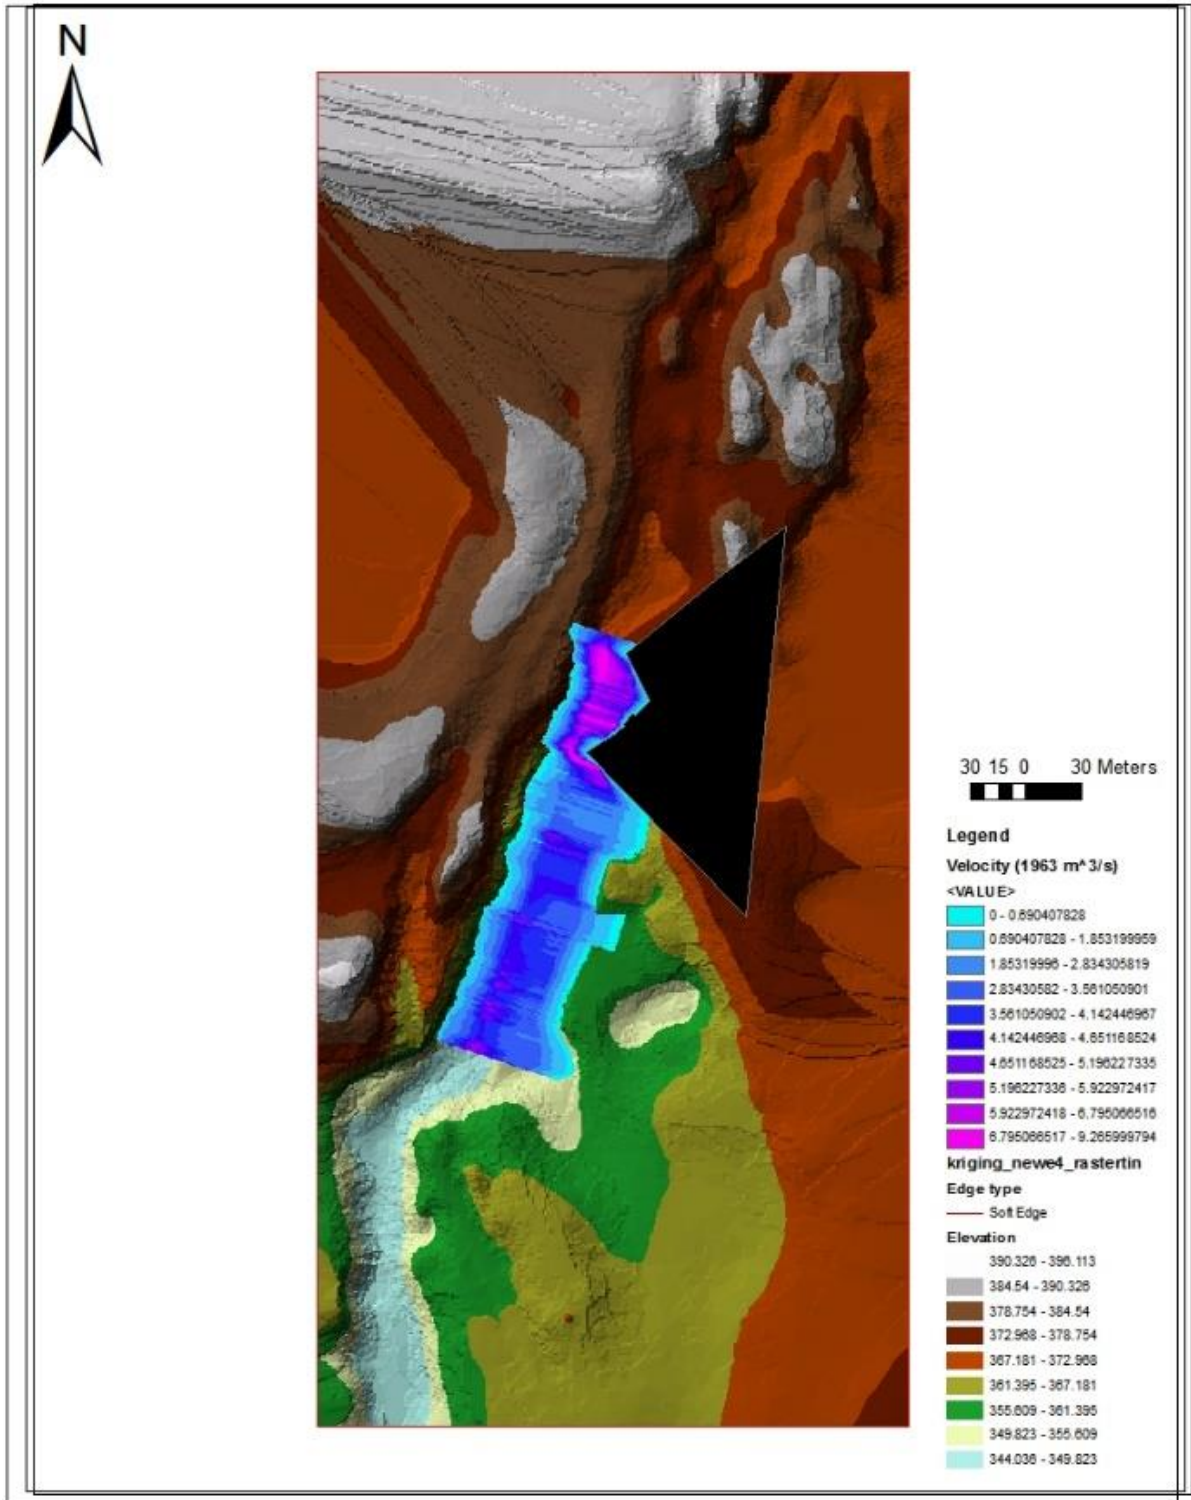 N
30 15 0 30 Meters
Legend
Velocity (1963 m^3/s)
<VALUE>
0 - 0.690407828
0.690407828 - 1.853199959
1.85319996 - 2.834305819
2.83430582 - 3.561050901
3.561050902 - 4.142446967
4.142446968 - 4.651168524
4.651168525 - 5.196227335
5.196227336 - 5.922972417
5.922972418 - 6.795066516
6.795066517 - 9.265999794
kriging_newe4_rastertin
Edge type
Soft Edge
Elevation
390.326 - 396.113
384.54 - 390.326
378.754 - 384.54
372.968 - 378.754
367.181 - 372.968
361.395 - 367.181
355.609 - 361.395
349.823 - 355.609
344.036 - 349.823